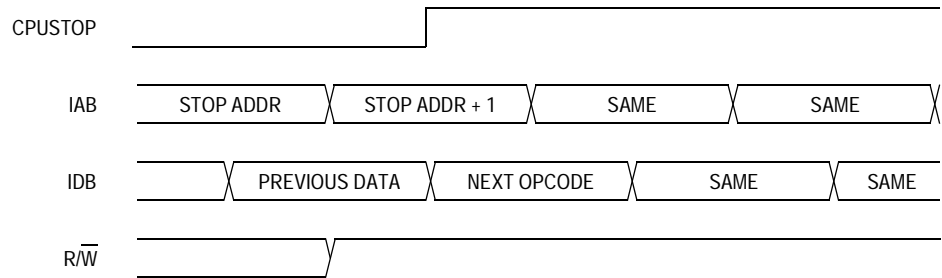 CPUSTOP
IAB STOP ADDR STOP ADDR + 1 SAME SAME
IDB PREVIOUS DATA NEXT OPCODE SAME SAME
R/W̅